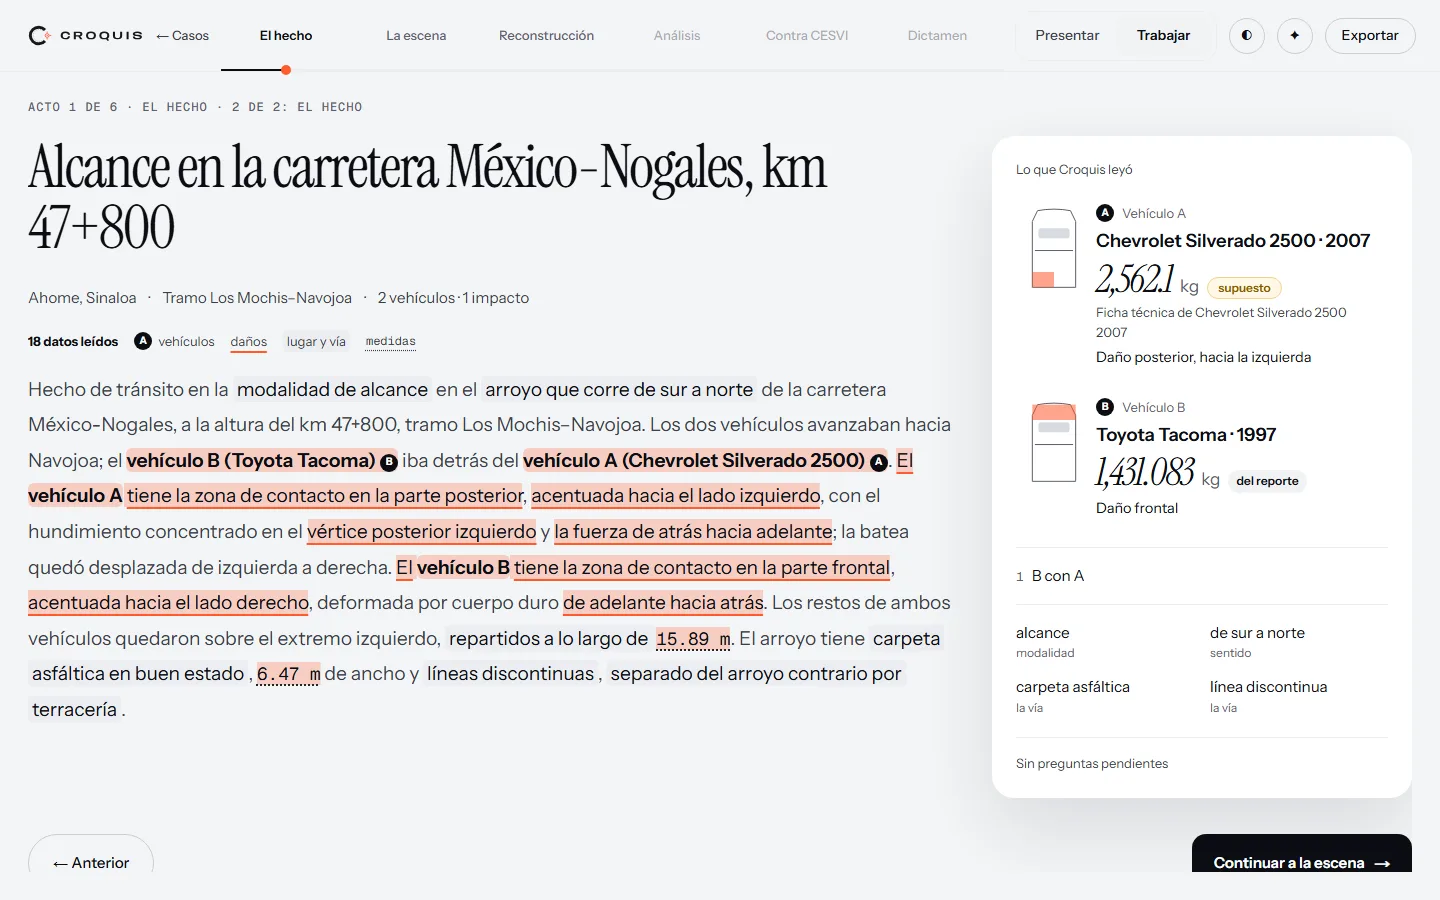 CROQUIS
← Casos
El hecho
La escena
Reconstrucción
Análisis
Contra CESVI
Dictamen
Presentar
Trabajar
Exportar
ACTO 1 DE 6 · EL HECHO · 2 DE 2: EL HECHO
Alcance en la carretera México–Nogales, km
47+800
Ahome, Sinaloa · Tramo Los Mochis–Navojoa · 2 vehículos · 1 impacto
18 datos leídos A vehículos daños lugar y vía medidas
Hecho de tránsito en la modalidad de alcance en el arroyo que corre de sur a norte de la carretera
México-Nogales, a la altura del km 47+800, tramo Los Mochis–Navojoa. Los dos vehículos avanzaban hacia
Navojoa; el vehículo B (Toyota Tacoma) B iba detrás del vehículo A (Chevrolet Silverado 2500) A. El
vehículo A tiene la zona de contacto en la parte posterior, acentuada hacia el lado izquierdo, con el
hundimiento concentrado en el vértice posterior izquierdo y la fuerza de atrás hacia adelante; la batea
quedó desplazada de izquierda a derecha. El vehículo B tiene la zona de contacto en la parte frontal,
acentuada hacia el lado derecho, deformada por cuerpo duro de adelante hacia atrás. Los restos de ambos
vehículos quedaron sobre el extremo izquierdo, repartidos a lo largo de 15.89 m. El arroyo tiene carpeta
asfáltica en buen estado , 6.47 m de ancho y líneas discontinuas , separado del arroyo contrario por
terracería .
Lo que Croquis leyó
A Vehículo A
Chevrolet Silverado 2500 · 2007
2,562.1 kg supuesto
Ficha técnica de Chevrolet Silverado 2500
2007
Daño posterior, hacia la izquierda
B Vehículo B
Toyota Tacoma · 1997
1,431.083 kg del reporte
Daño frontal
1 B con A
alcance
modalidad
de sur a norte
sentido
carpeta asfáltica
la vía
línea discontinua
la vía
Sin preguntas pendientes
← Anterior
Continuar a la escena →